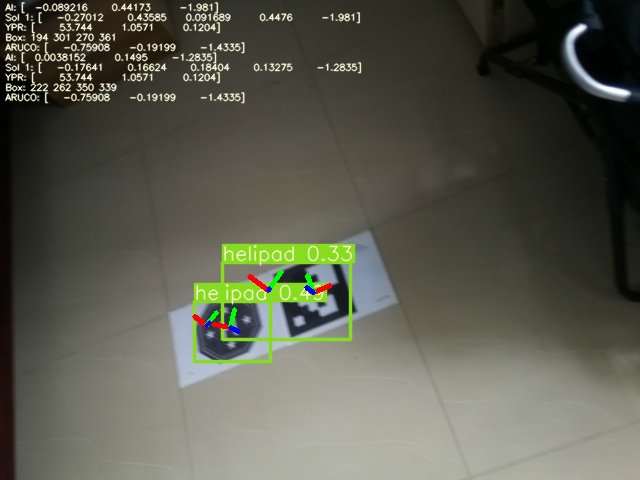 AI: [ -0.089216 0.44173 -1.981]
Sol 1: [ -0.27012 0.43585 0.091689 0.4476 -1.981]
YPR: [ 53.744 1.0571 0.1204]
Box: 194 301 270 361
ARUCO: [ -0.75908 -0.19199 -1.4335]
AI: [ 0.0038152 0.1495 -1.2835]
Sol 1: [ -0.17641 0.16624 0.18404 0.13275 -1.2835]
YPR: [ 53.744 1.0571 0.1204]
Box: 222 262 350 339
ARUCO: [ -0.75908 -0.19199 -1.4335]
helipad 0.33
helipad 0.45